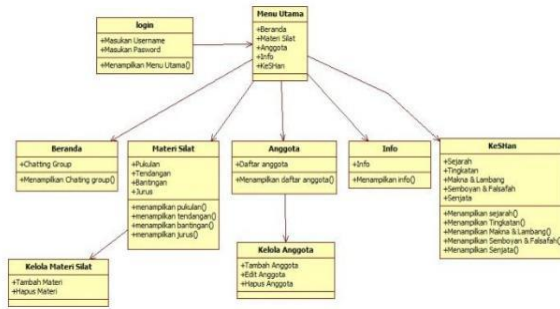 login
+Masukan Username
+Masukan Pasword
+Menampilkan Menu Utama()
Menu Utama
+Beranda
+Materi Silat
+Anggota
+Info
+KeSHan
Beranda
+Chatting Group
+Menampilkan Chating group()
Materi Silat
+Pukulan
+Tendangan
+Bantingan
+Jurus
+menampilkan pukulan()
+menampilkan tendangan()
+menampilkan bantingan()
+menampilkan jurus()
Anggota
+Daftar anggota
+Menampilkan daftar anggota()
Info
+Info
+Menampilkan info()
KeSHan
+Sejarah
+Tingkatan
+Makna & Lambang
+Semboyan & Falsafah
+Senjata
+Menampilkan sejarah()
+Menampilkan Tingkatan()
+Menampilkan Makna & Lambang()
+Menampilkan Semboyan & Falsafah()
+Menampilkan Senjata()
Kelola Materi Silat
+Tambah Materi
+Hapus Materi
Kelola Anggota
+Tambah Anggota
+Edit Anggota
+Hapus Anggota